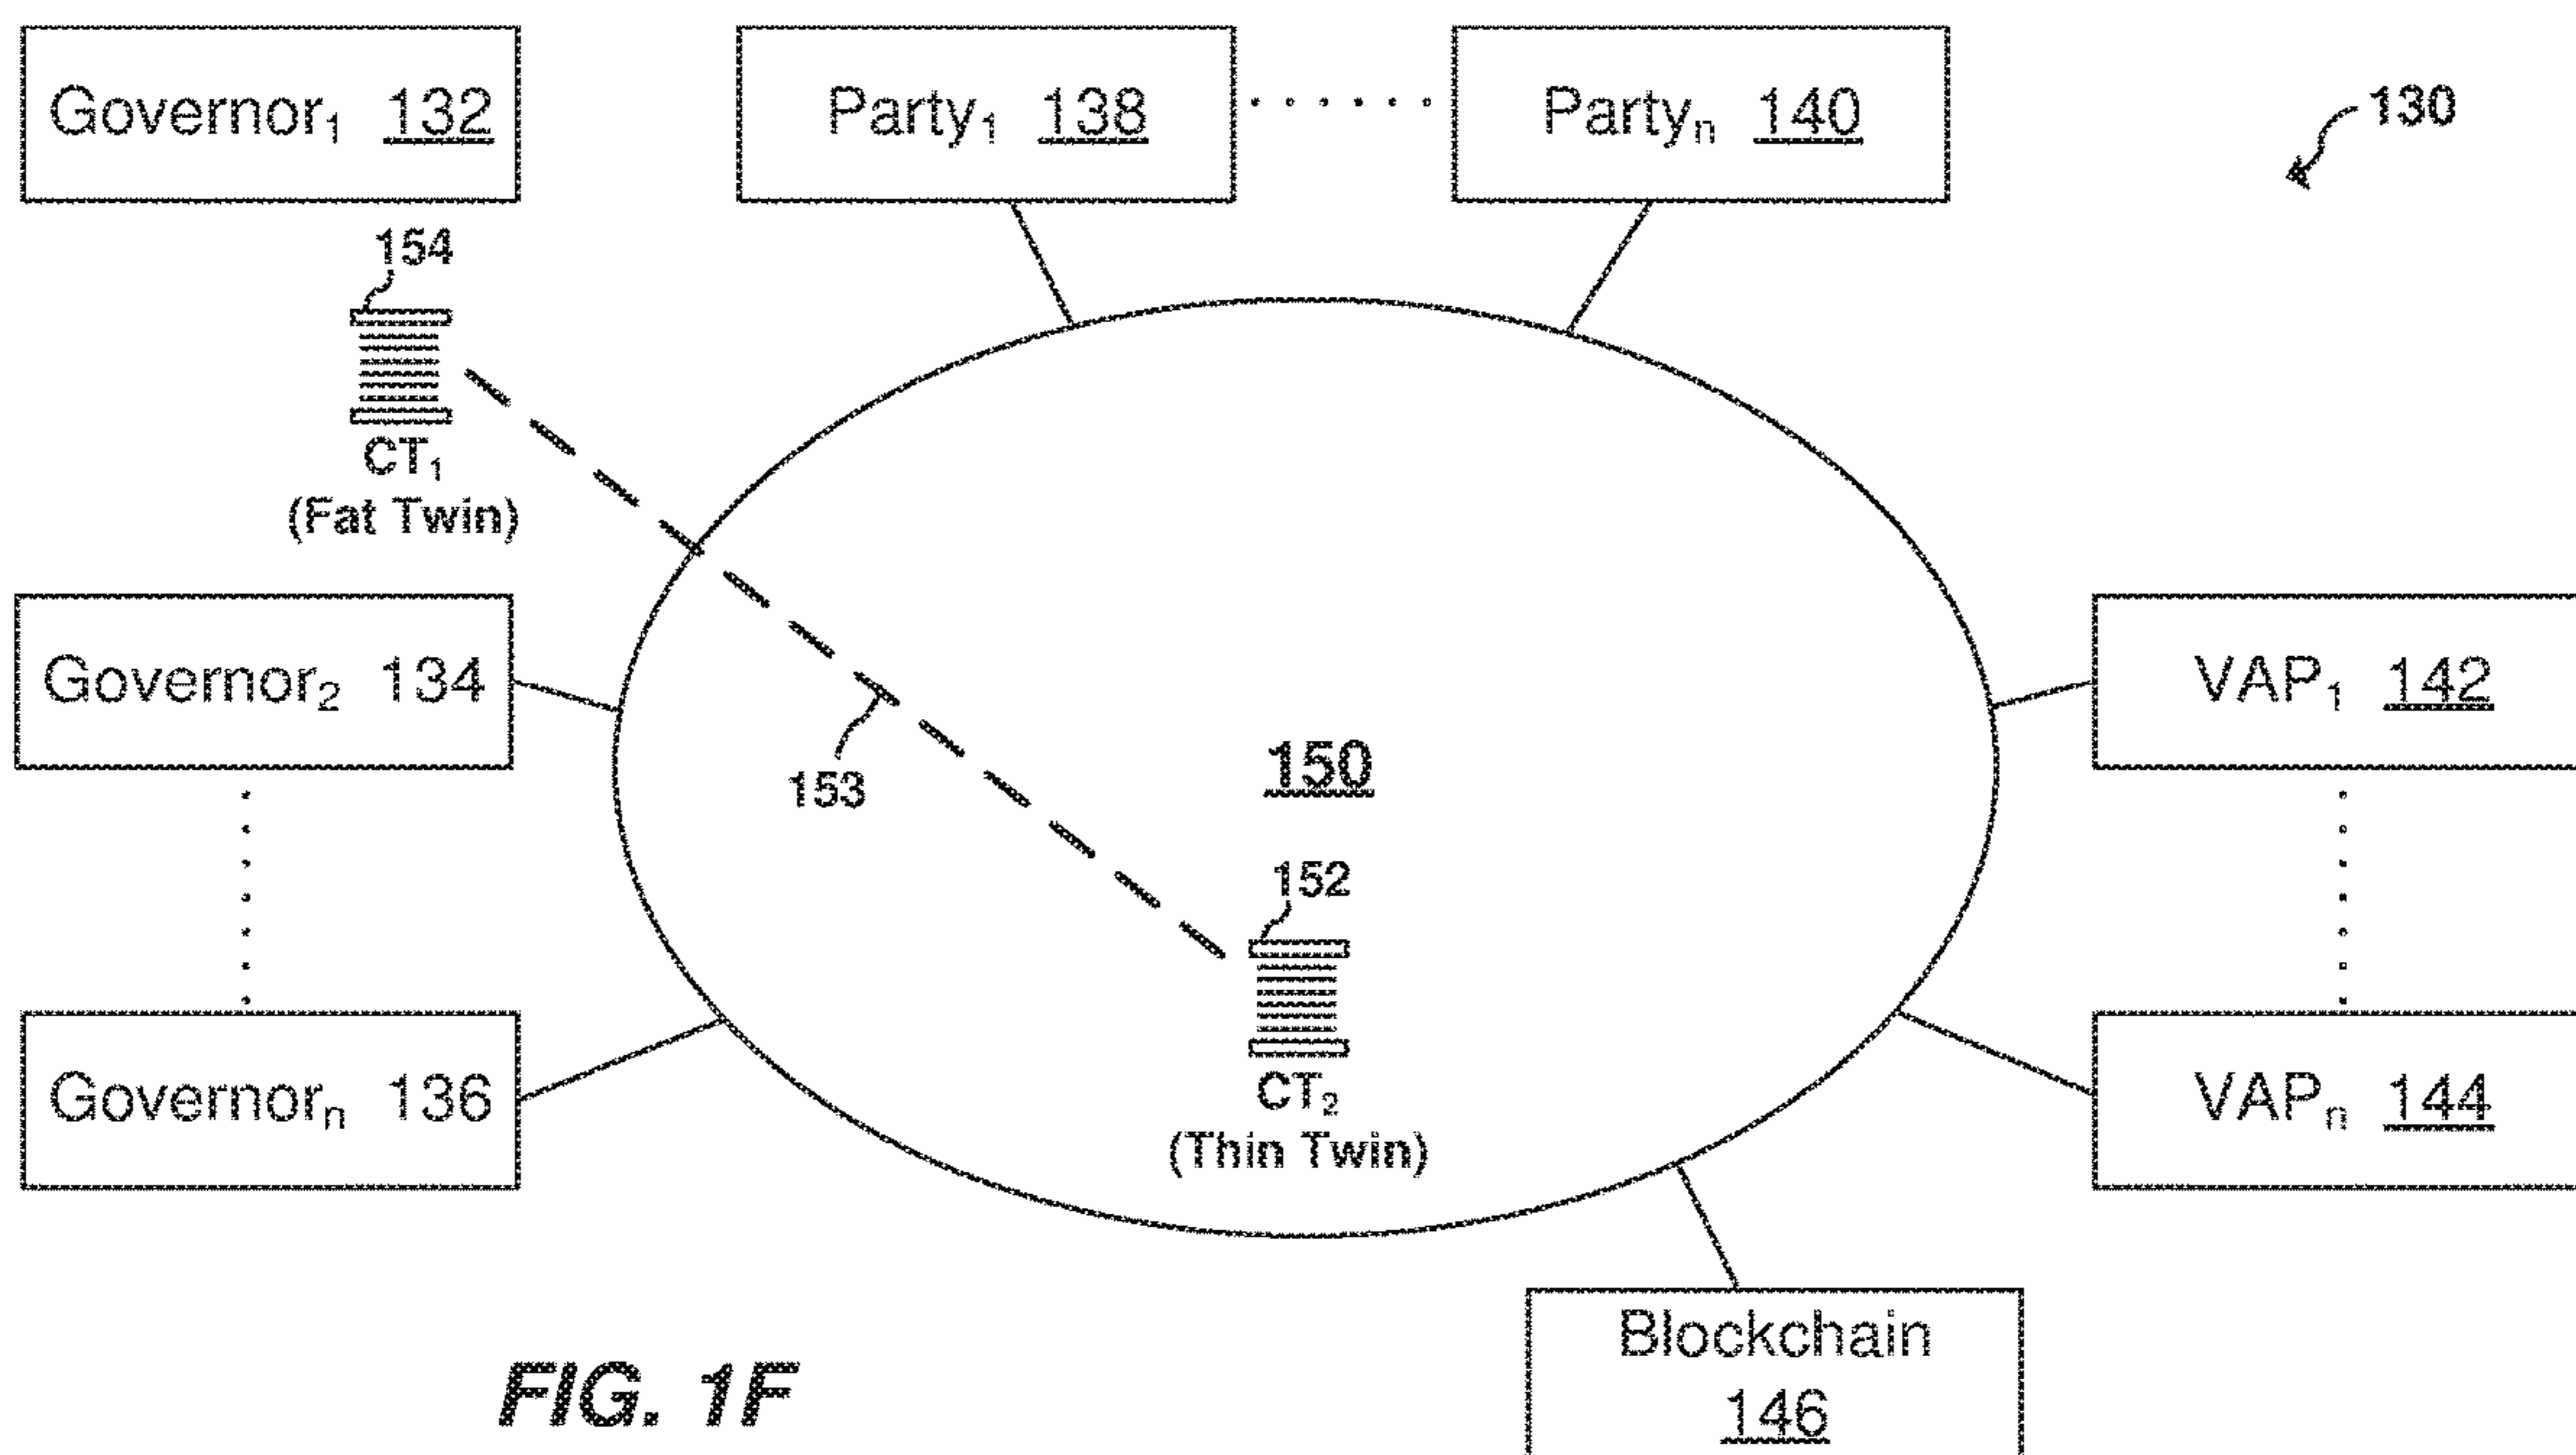 Governor₁ 132
Party₁ 138
Partyₙ 140
130
154
CT₁
(Fat Twin)
Governor₂ 134
153
150
VAP₁ 142
152
CT₂
(Thin Twin)
Governorₙ 136
VAPₙ 144
Blockchain
146
FIG. 1F